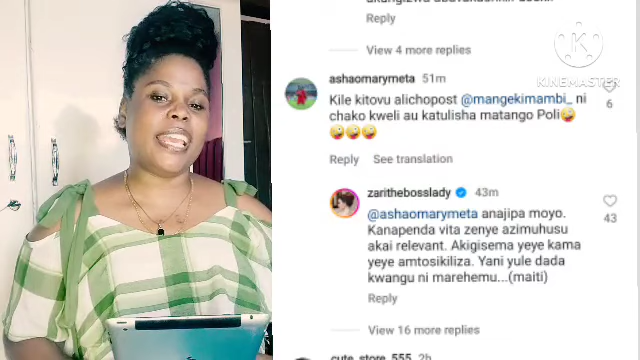 Reply
View 4 more replies
KINEMASTER
ashaomarymeta 51m
Kile kitovu alichopost @mangekimambi_ ni
chako kweli au katulisha matango Poli
6
Reply See translation
zarithebosslady 43m
@ashaomarymeta anajipa moyo.
Kanapenda vita zenye azimuhusu
akai relevant. Akigisema yeye kama
yeye amtosikiliza. Yani yule dada
kwangu ni marehemu...(maiti)
43
Reply
View 16 more replies
cute_store_555 2h